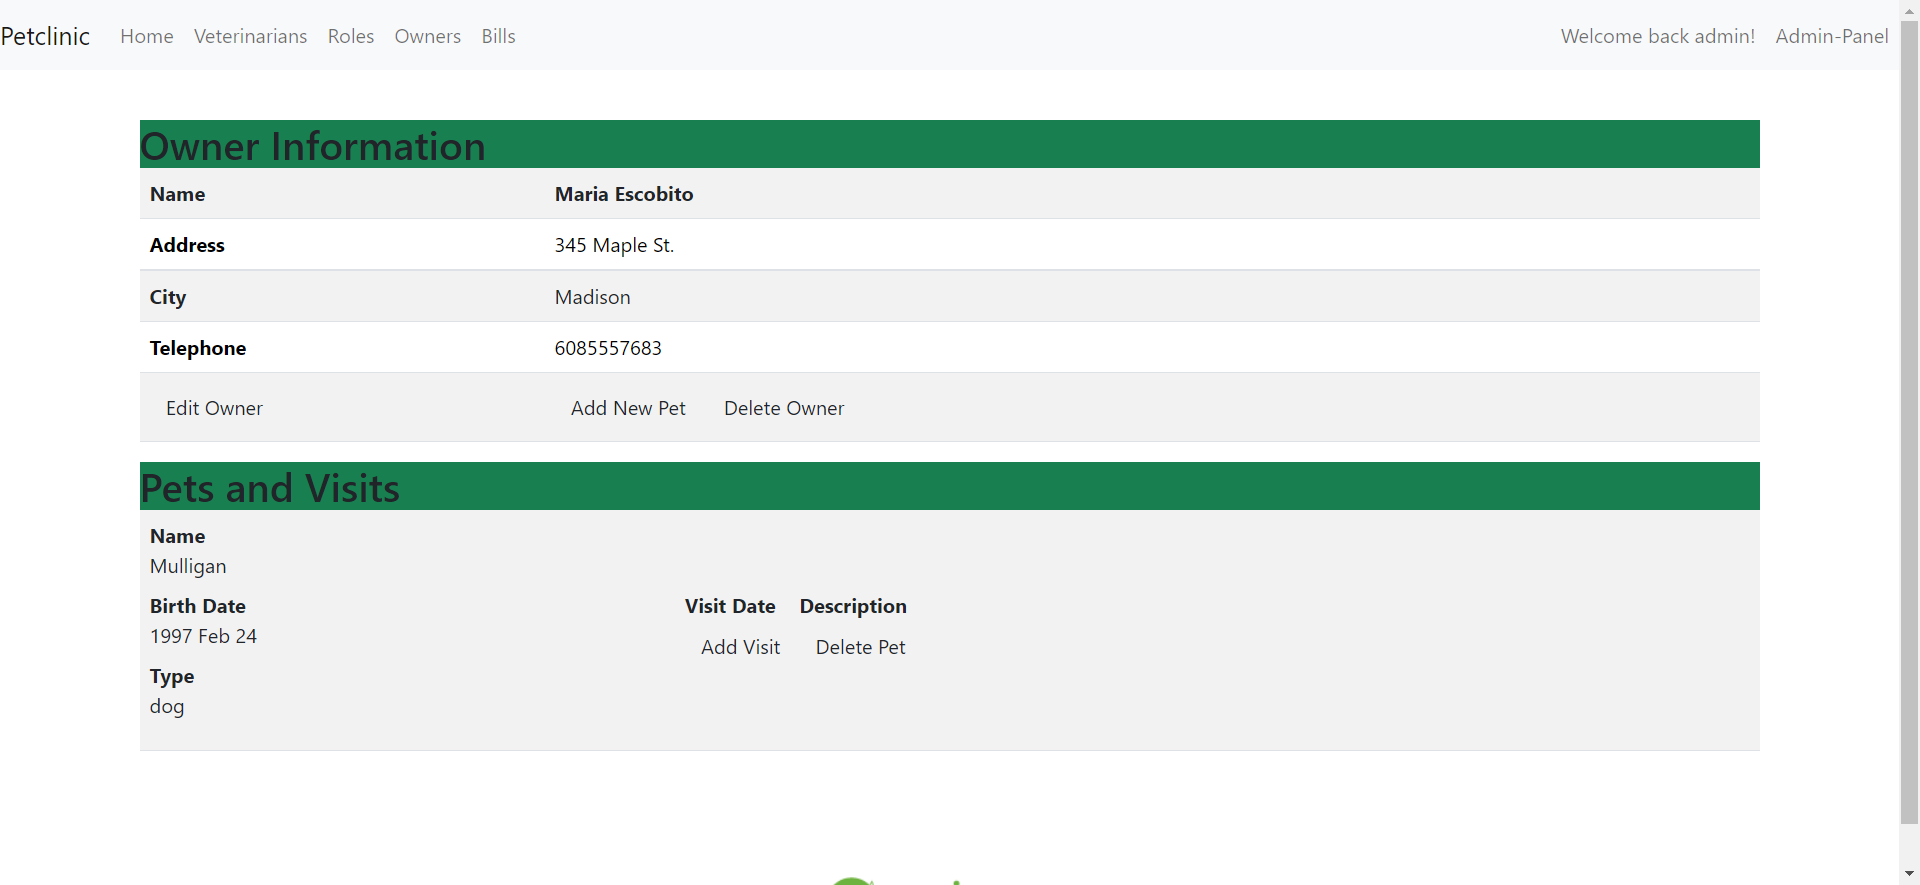 Petclinic Home Veterinarians Roles Owners Bills Welcome back admin! Admin-Panel
Owner Information
Name Maria Escobito
Address 345 Maple St.
City Madison
Telephone 6085557683
Edit Owner Add New Pet Delete Owner
Pets and Visits
Name
Mulligan
Birth Date Visit Date Description
1997 Feb 24
Add Visit Delete Pet
Type
dog